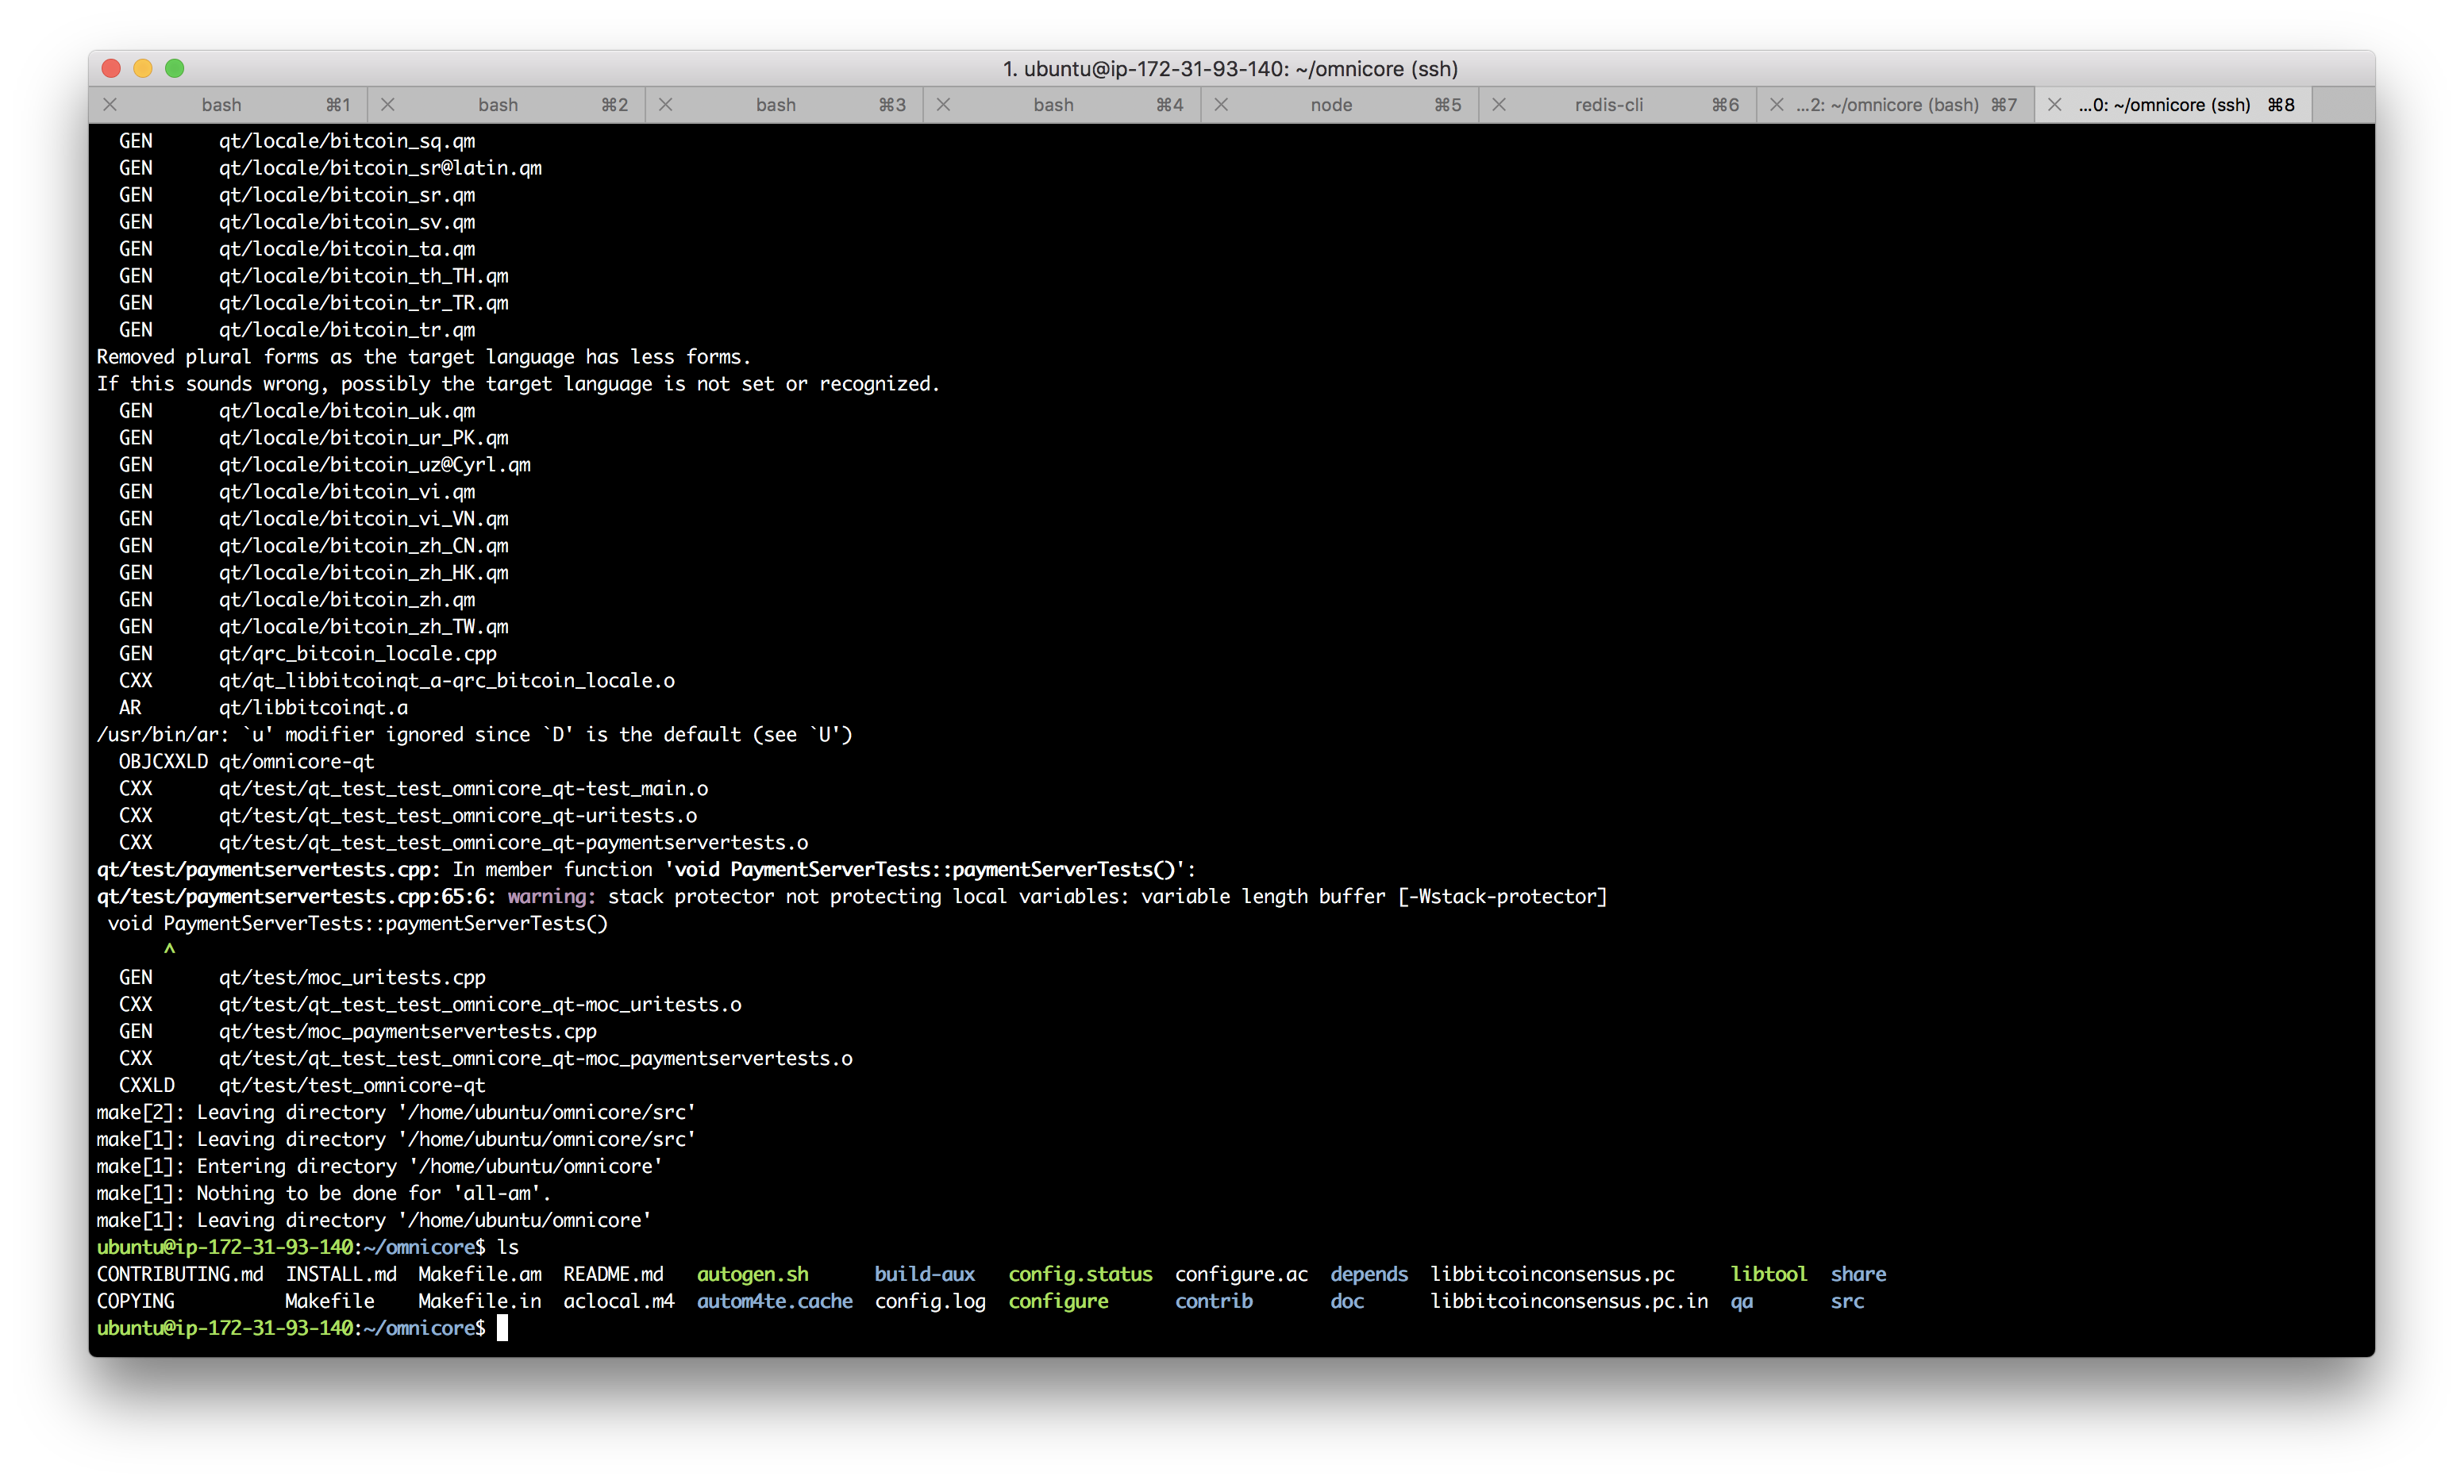 1. ubuntu@ip-172-31-93-140: ~/omnicore (ssh)
bash ⌘1 bash ⌘2 bash ⌘3 bash ⌘4 node ⌘5 redis-cli ⌘6 ...2: ~/omnicore (bash) ⌘7 ...0: ~/omnicore (ssh) ⌘8
GEN qt/locale/bitcoin_sq.qm
GEN qt/locale/bitcoin_sr@latin.qm
GEN qt/locale/bitcoin_sr.qm
GEN qt/locale/bitcoin_sv.qm
GEN qt/locale/bitcoin_ta.qm
GEN qt/locale/bitcoin_th_TH.qm
GEN qt/locale/bitcoin_tr_TR.qm
GEN qt/locale/bitcoin_tr.qm
Removed plural forms as the target language has less forms.
If this sounds wrong, possibly the target language is not set or recognized.
GEN qt/locale/bitcoin_uk.qm
GEN qt/locale/bitcoin_ur_PK.qm
GEN qt/locale/bitcoin_uz@Cyrl.qm
GEN qt/locale/bitcoin_vi.qm
GEN qt/locale/bitcoin_vi_VN.qm
GEN qt/locale/bitcoin_zh_CN.qm
GEN qt/locale/bitcoin_zh_HK.qm
GEN qt/locale/bitcoin_zh.qm
GEN qt/locale/bitcoin_zh_TW.qm
GEN qt/qrc_bitcoin_locale.cpp
CXX qt/qt_libbitcoinqt_a-qrc_bitcoin_locale.o
AR qt/libbitcoinqt.a
/usr/bin/ar: `u' modifier ignored since `D' is the default (see `U')
OBJCXXLD qt/omnicore-qt
CXX qt/test/qt_test_test_omnicore_qt-test_main.o
CXX qt/test/qt_test_test_omnicore_qt-uritests.o
CXX qt/test/qt_test_test_omnicore_qt-paymentservertests.o
qt/test/paymentservertests.cpp: In member function 'void PaymentServerTests::paymentServerTests()':
qt/test/paymentservertests.cpp:65:6: warning: stack protector not protecting local variables: variable length buffer [-Wstack-protector]
void PaymentServerTests::paymentServerTests()
^
GEN qt/test/moc_uritests.cpp
CXX qt/test/qt_test_test_omnicore_qt-moc_uritests.o
GEN qt/test/moc_paymentservertests.cpp
CXX qt/test/qt_test_test_omnicore_qt-moc_paymentservertests.o
CXXLD qt/test/test_omnicore-qt
make[2]: Leaving directory '/home/ubuntu/omnicore/src'
make[1]: Leaving directory '/home/ubuntu/omnicore/src'
make[1]: Entering directory '/home/ubuntu/omnicore'
make[1]: Nothing to be done for 'all-am'.
make[1]: Leaving directory '/home/ubuntu/omnicore'
ubuntu@ip-172-31-93-140:~/omnicore$ ls
CONTRIBUTING.md INSTALL.md Makefile.am README.md autogen.sh build-aux config.status configure.ac depends libbitcoinconsensus.pc libtool share
COPYING Makefile Makefile.in aclocal.m4 autom4te.cache config.log configure contrib doc libbitcoinconsensus.pc.in qa src
ubuntu@ip-172-31-93-140:~/omnicore$